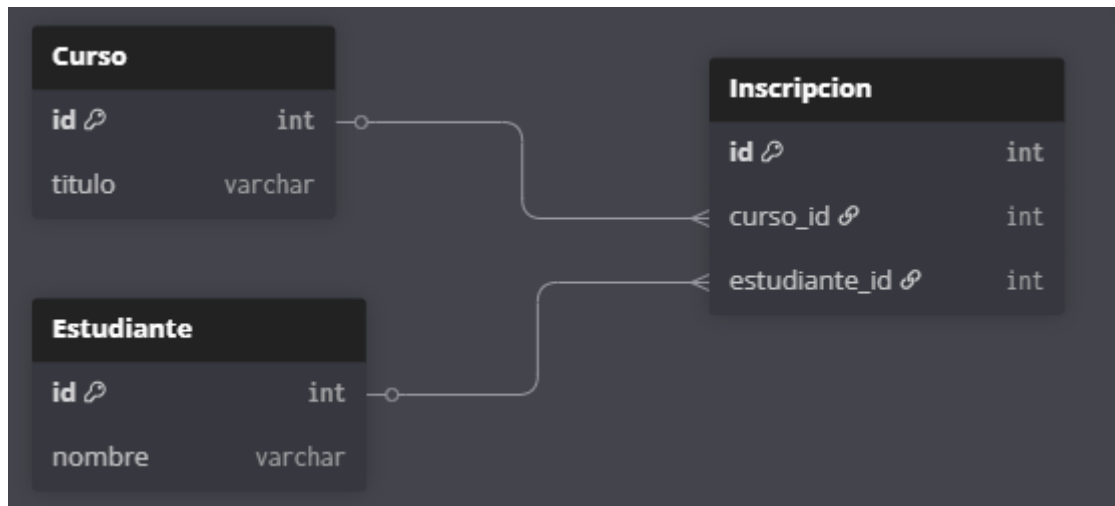 Curso
id int
titulo varchar
Estudiante
id int
nombre varchar
Inscripcion
id int
curso_id int
estudiante_id int